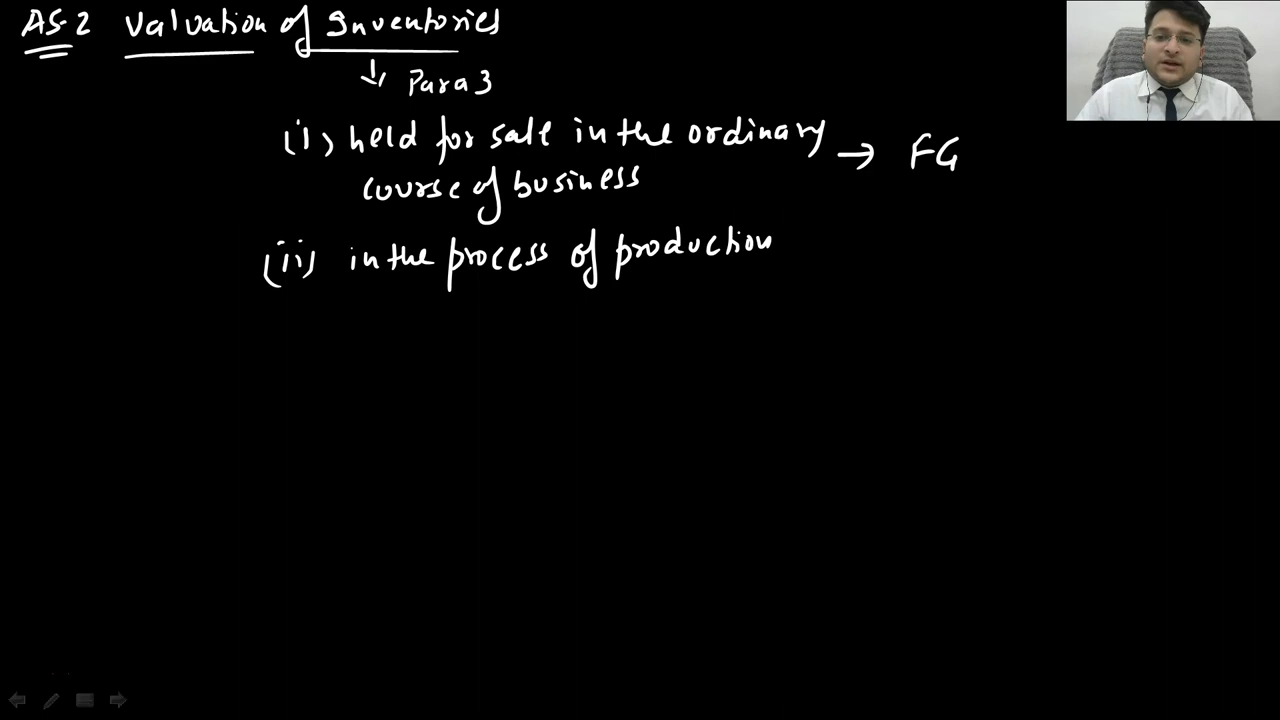 AS-2 Valuation of Inventories
↓ Para 3
(i) held for sale in the ordinary → FG
course of business
(ii) in the process of production